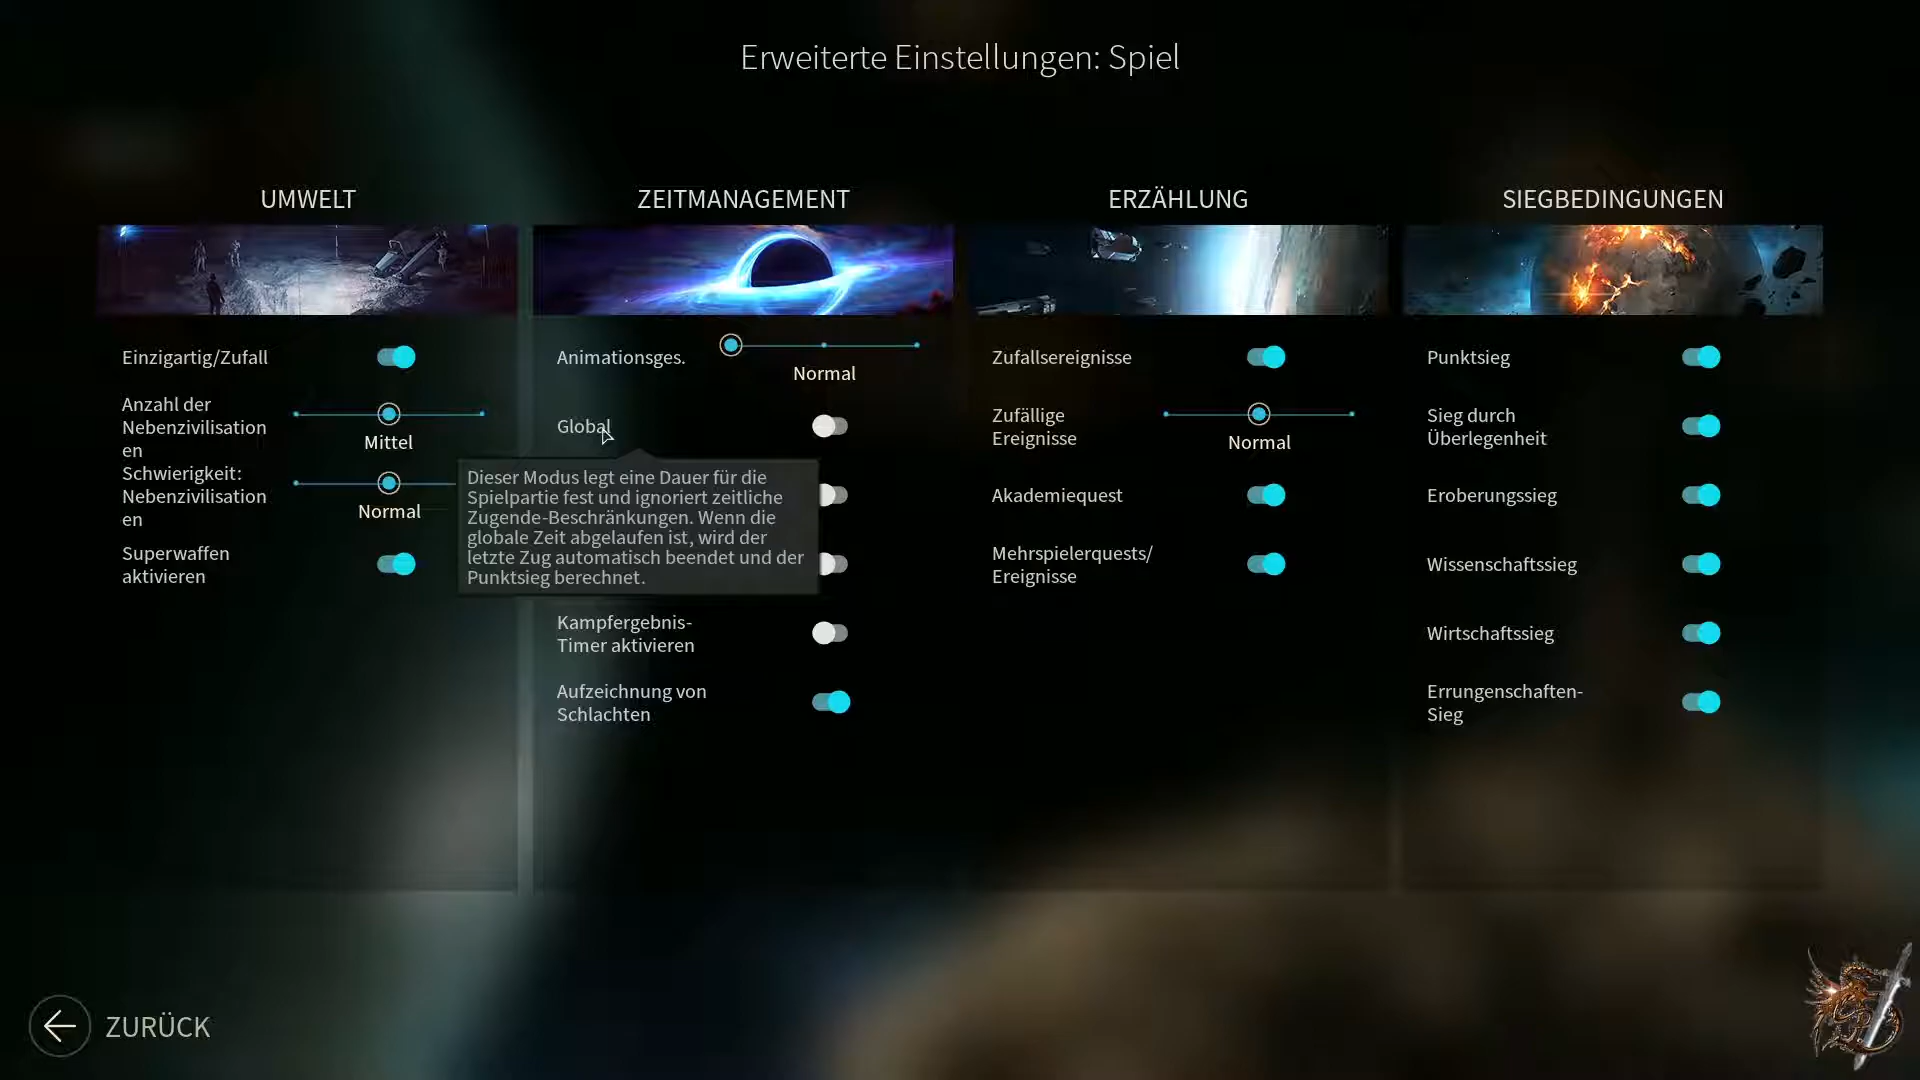 Erweiterte Einstellungen: Spiel
UMWELT
Einzigartig/Zufall
Anzahl der
Nebenzivilisation
en
Mittel
Schwierigkeit:
Nebenzivilisation
en
Normal
Superwaffen
aktivieren
ZEITMANAGEMENT
Animationsges.
Normal
Global
Dieser Modus legt eine Dauer für die
Spielpartie fest und ignoriert zeitliche
Zugende-Beschränkungen. Wenn die
globale Zeit abgelaufen ist, wird der
letzte Zug automatisch beendet und der
Punktsieg berechnet.
Kampfergebnis-
Timer aktivieren
Aufzeichnung von
Schlachten
ERZÄHLUNG
Zufallsereignisse
Zufällige
Ereignisse
Normal
Akademiequest
Mehrspielerquests/
Ereignisse
SIEGBEDINGUNGEN
Punktsieg
Sieg durch
Überlegenheit
Eroberungssieg
Wissenschaftssieg
Wirtschaftssieg
Errungenschaften-
Sieg
ZURÜCK